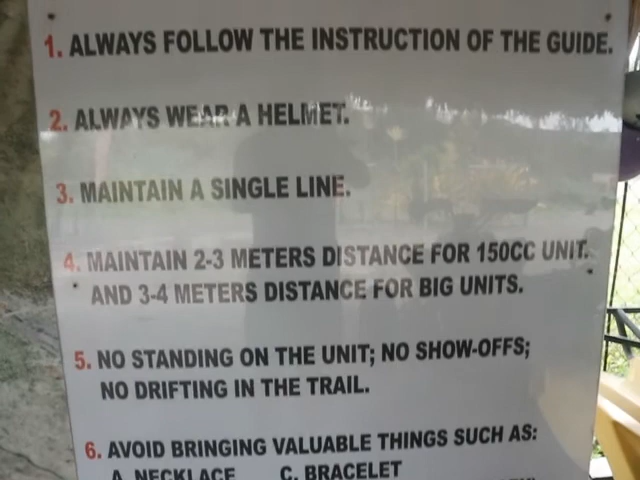 1. ALWAYS FOLLOW THE INSTRUCTION OF THE GUIDE.
2. ALWAYS WEAR A HELMET.
3. MAINTAIN A SINGLE LINE.
4. MAINTAIN 2-3 METERS DISTANCE FOR 150CC UNIT.
AND 3-4 METERS DISTANCE FOR BIG UNITS.
5. NO STANDING ON THE UNIT; NO SHOW-OFFS;
NO DRIFTING IN THE TRAIL.
6. AVOID BRINGING VALUABLE THINGS SUCH AS:
A. NECKLACE C. BRACELET